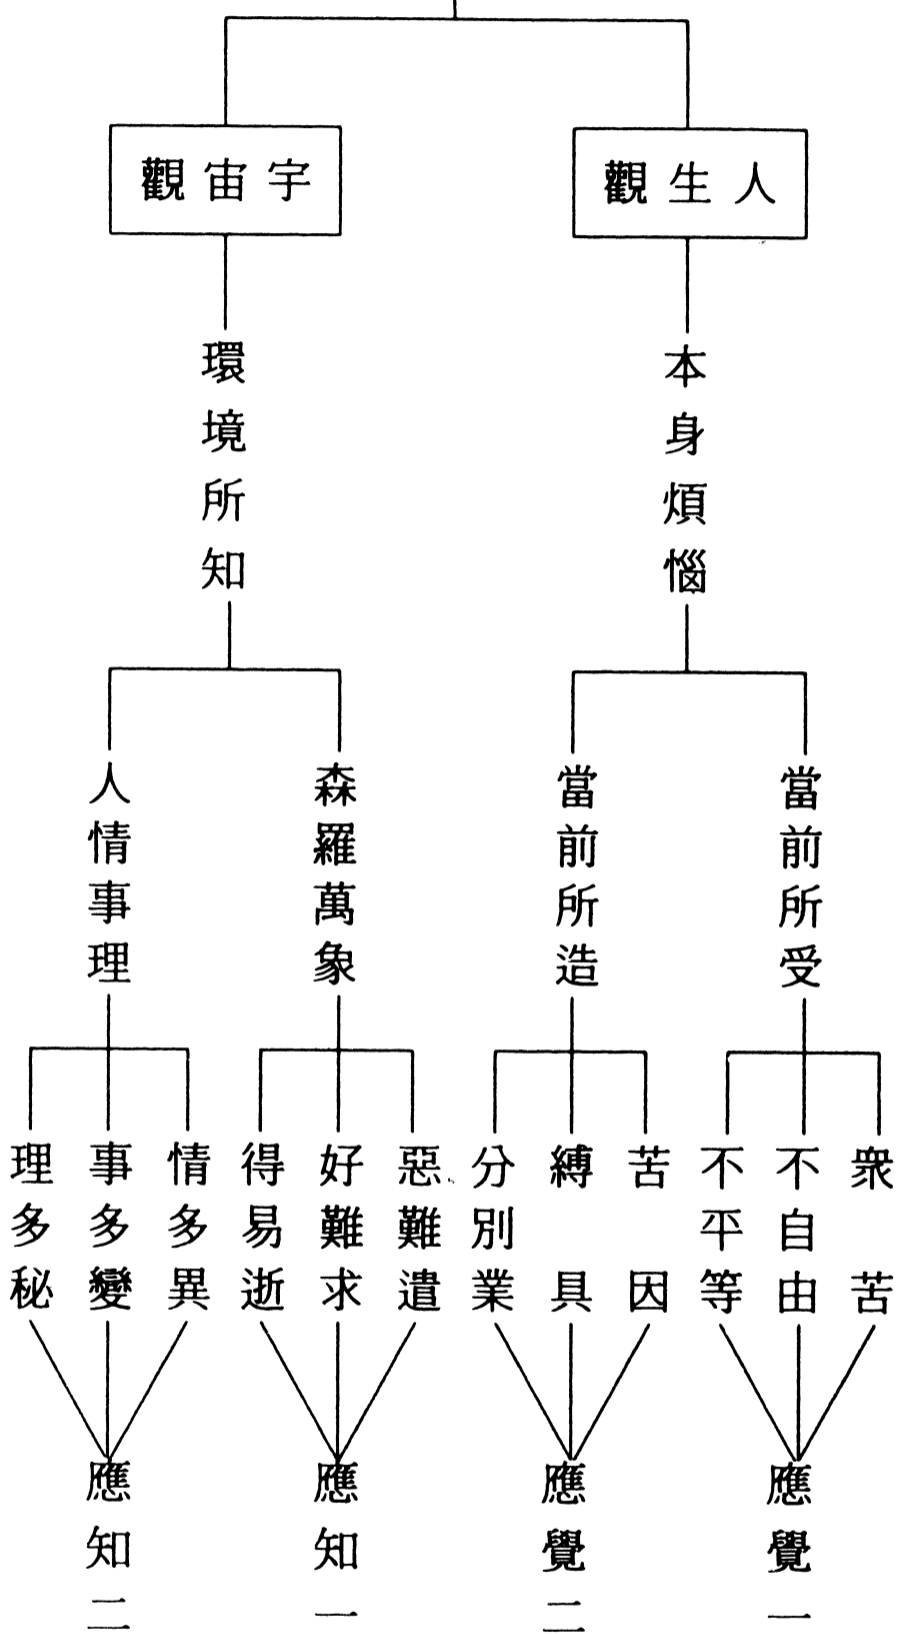 人生觀
本身煩惱
當前所受
衆苦
不自由
不平等
應覺一
當前所造
苦因
縛具
分別業
應覺二
宇宙觀
環境所知
森羅萬象
惡難遣
好難求
得易逝
應知一
人情事理
情多異
事多變
理多秘
應知二